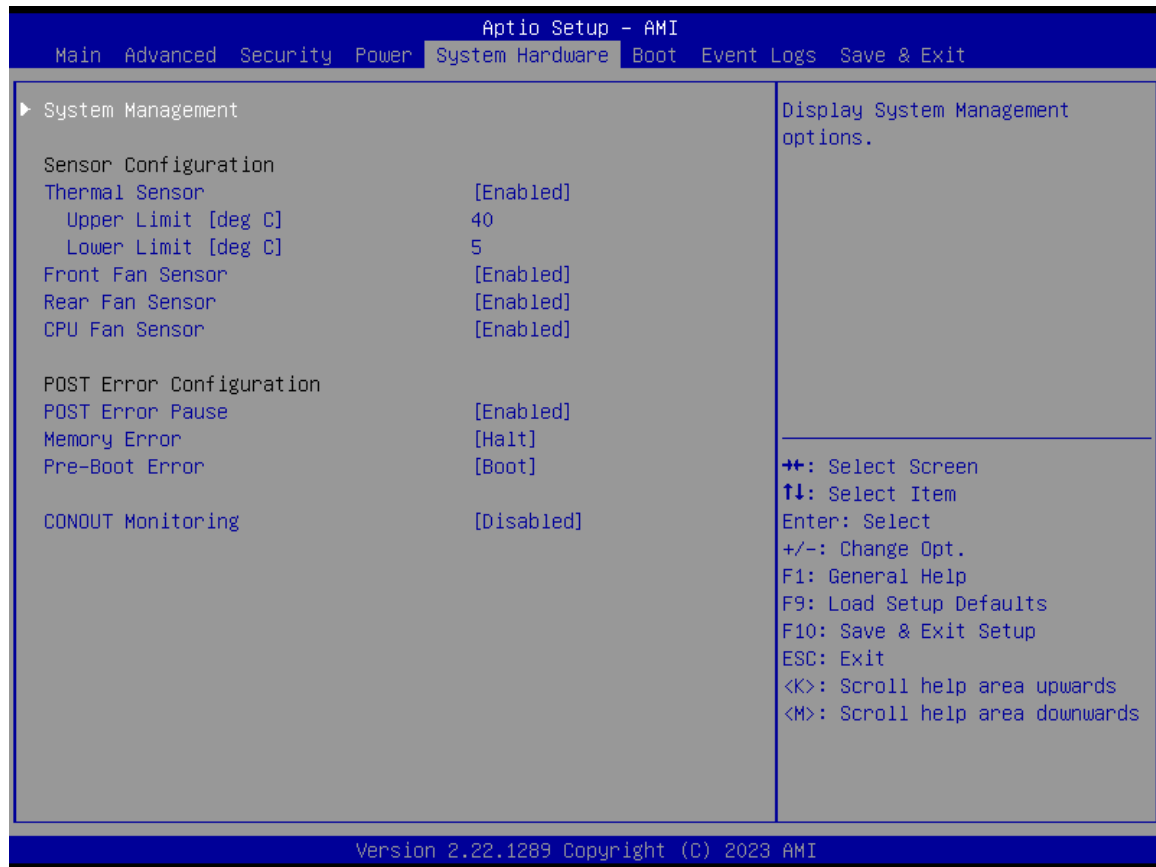 Aptio Setup – AMI
Main Advanced Security Power System Hardware Boot Event Logs Save & Exit
▶ System Management
Sensor Configuration
Thermal Sensor [Enabled]
Upper Limit [deg C] 40
Lower Limit [deg C] 5
Front Fan Sensor [Enabled]
Rear Fan Sensor [Enabled]
CPU Fan Sensor [Enabled]
POST Error Configuration
POST Error Pause [Enabled]
Memory Error [Halt]
Pre-Boot Error [Boot]
CONOUT Monitoring [Disabled]
Display System Management
options.
→←: Select Screen
↑↓: Select Item
Enter: Select
+/-: Change Opt.
F1: General Help
F9: Load Setup Defaults
F10: Save & Exit Setup
ESC: Exit
<K>: Scroll help area upwards
<M>: Scroll help area downwards
Version 2.22.1289 Copyright (C) 2023 AMI